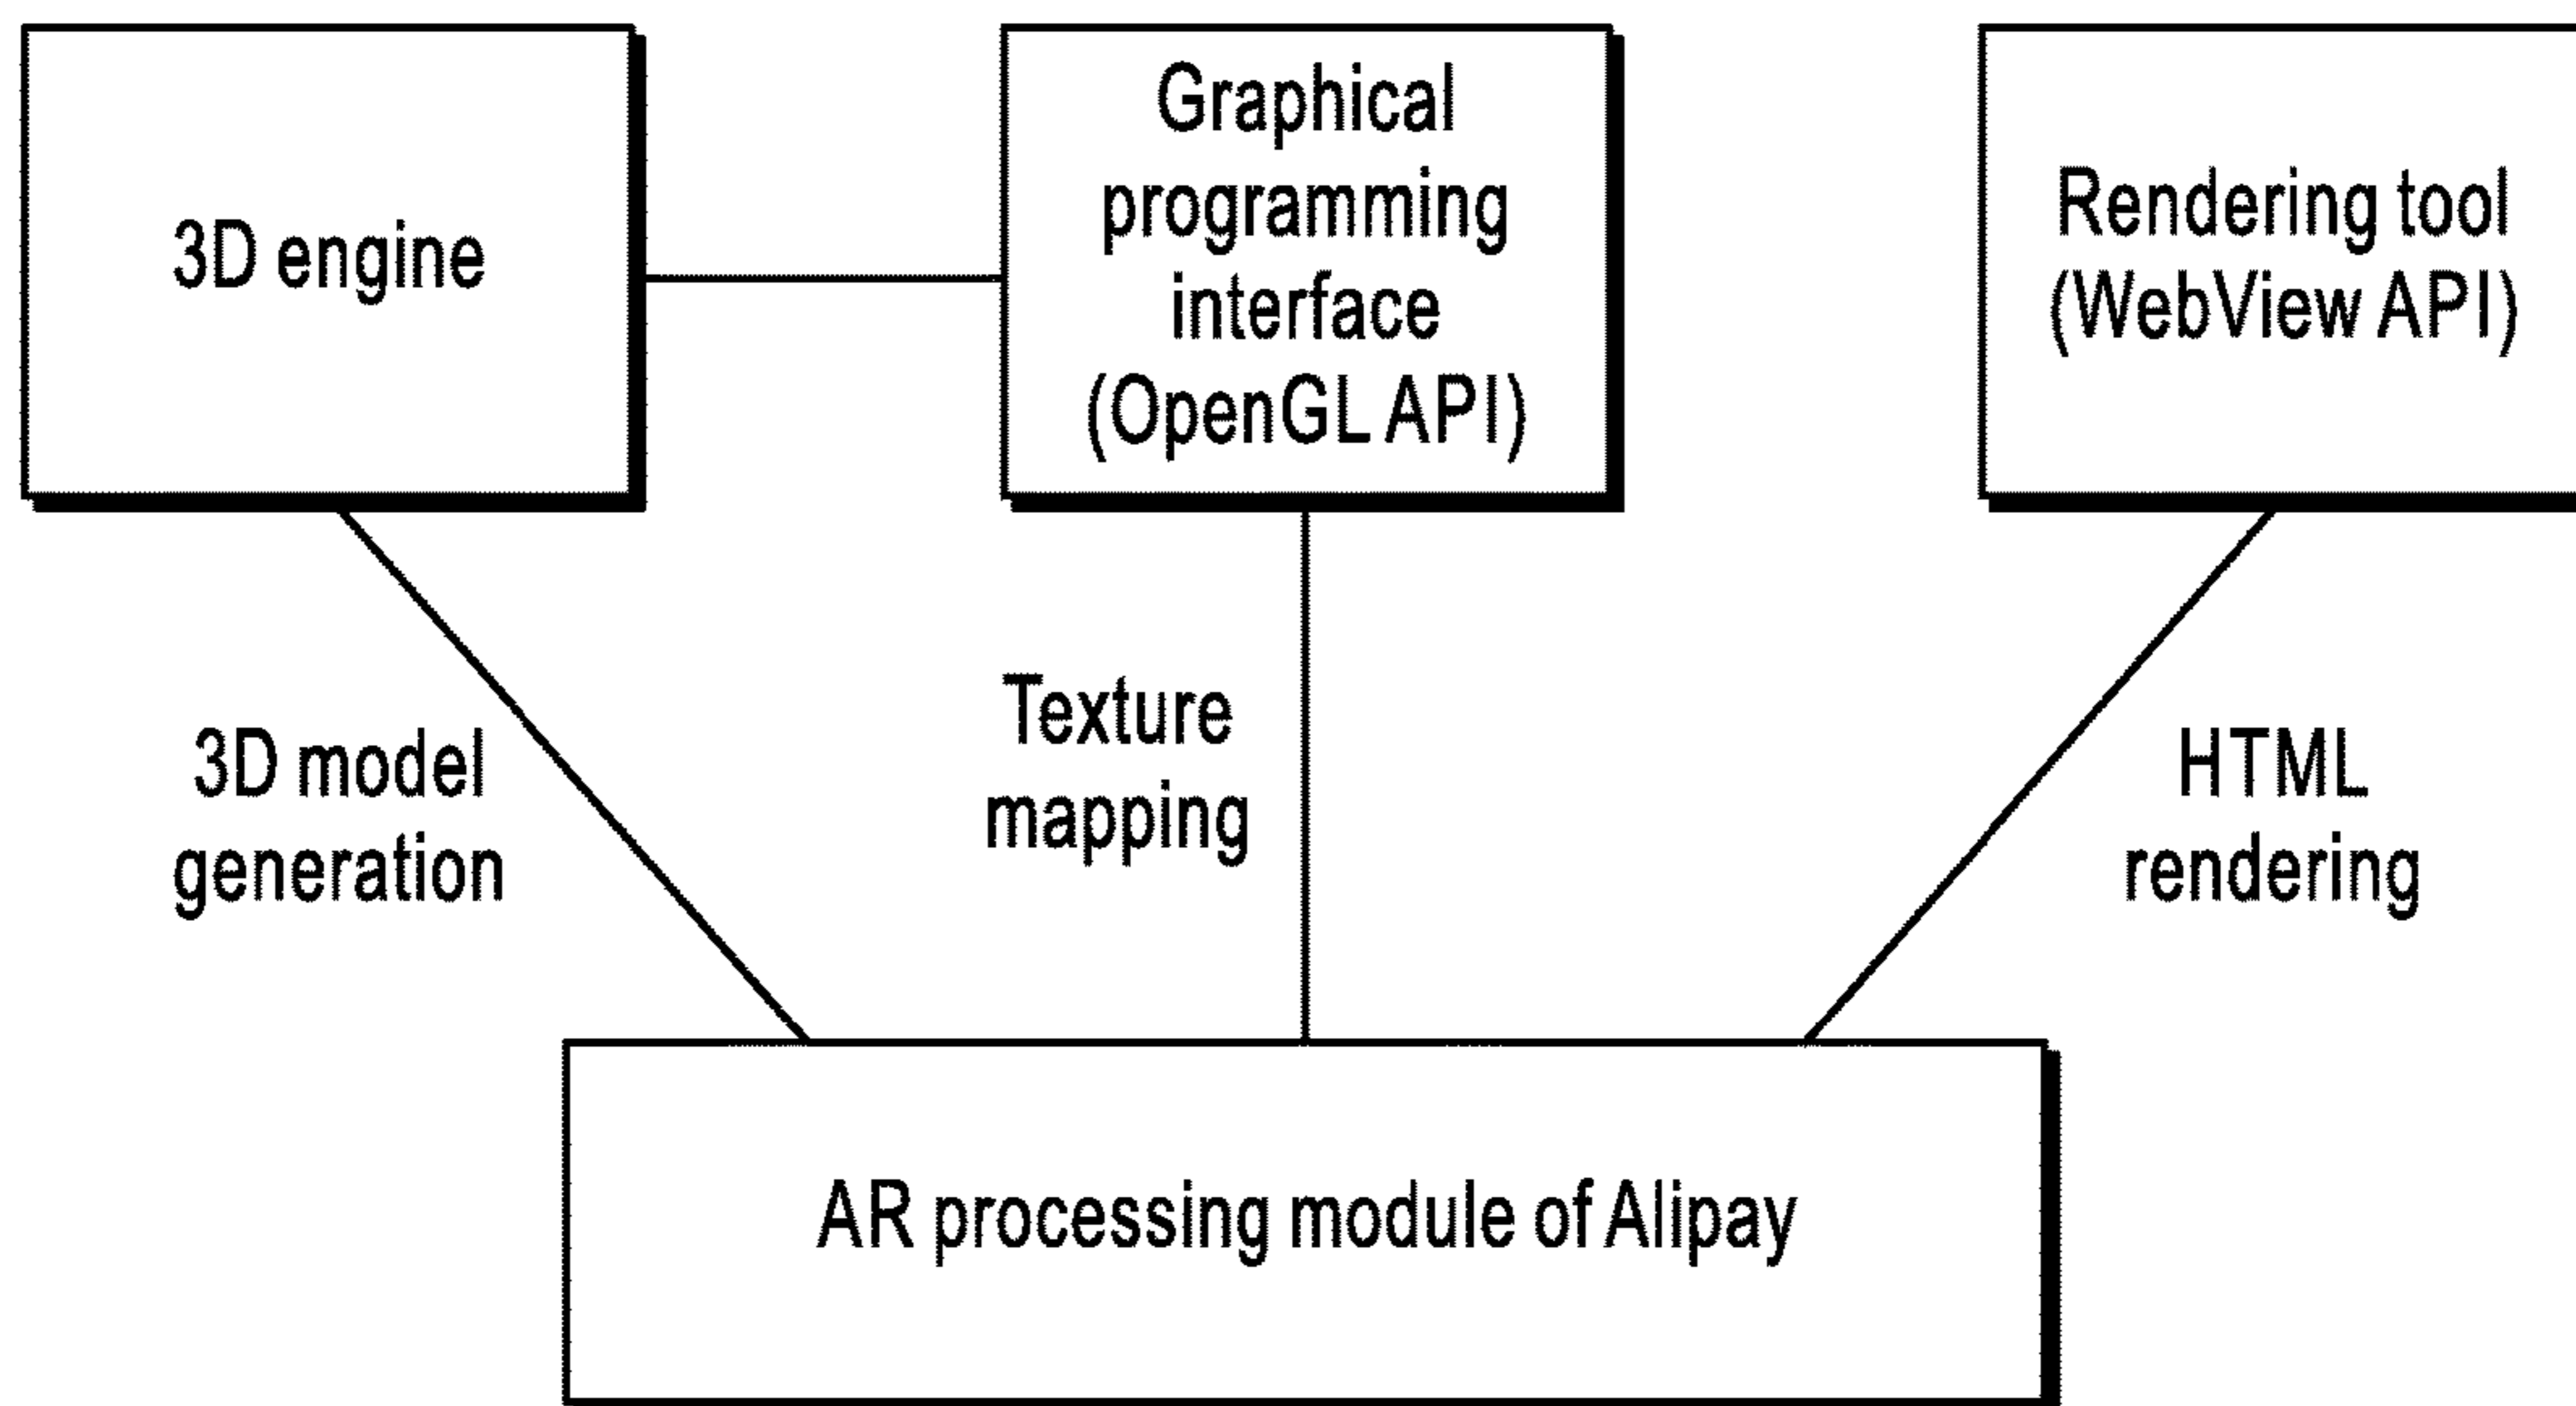 3D engine
Graphical
programming
interface
(OpenGL API)
Rendering tool
(WebView API)
3D model
generation
Texture
mapping
HTML
rendering
AR processing module of Alipay